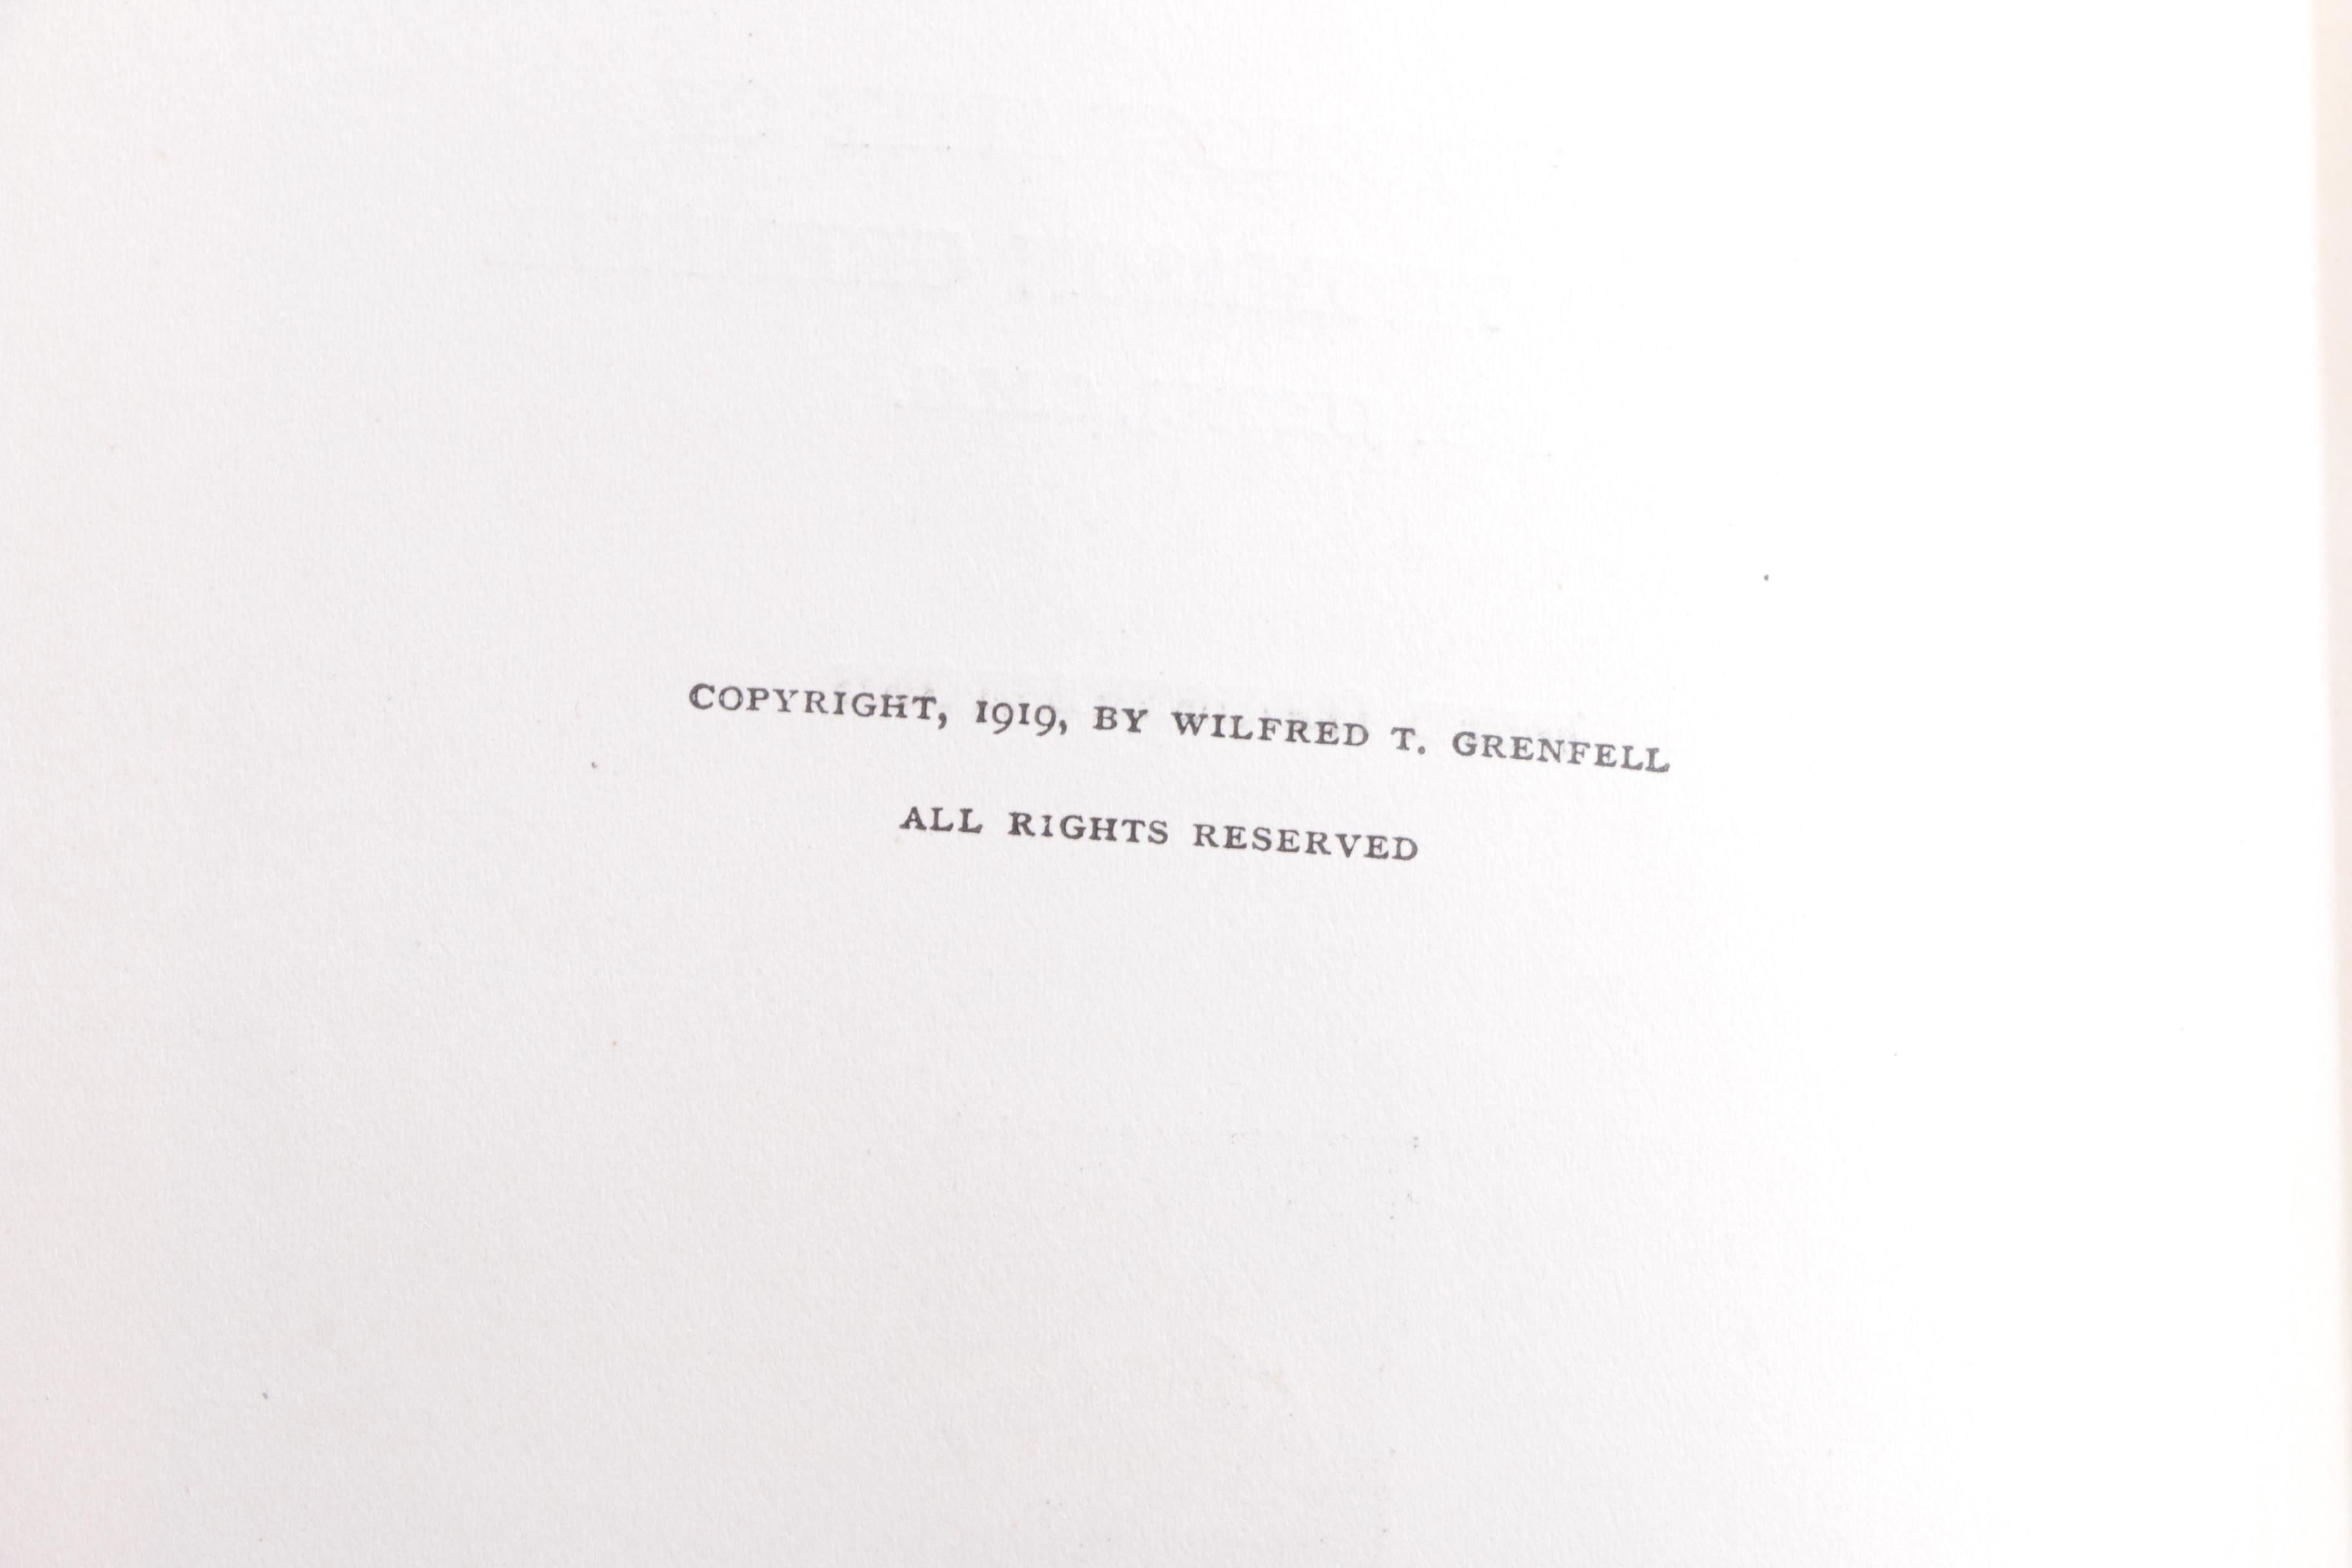 COPYRIGHT, 1919, BY WILFRED T. GRENFELL
ALL RIGHTS RESERVED